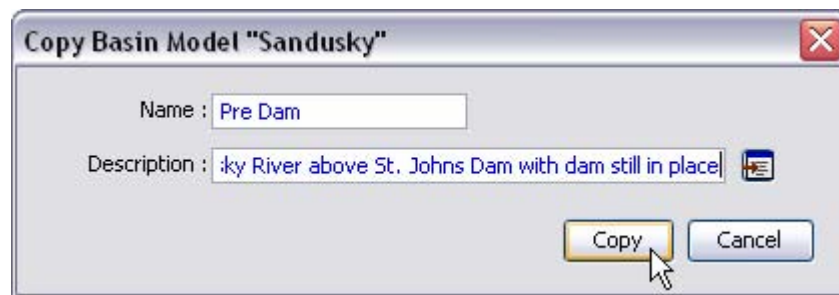 Copy Basin Model "Sandusky"
Name : Pre Dam
Description : ky River above St. Johns Dam with dam still in place
Copy Cancel